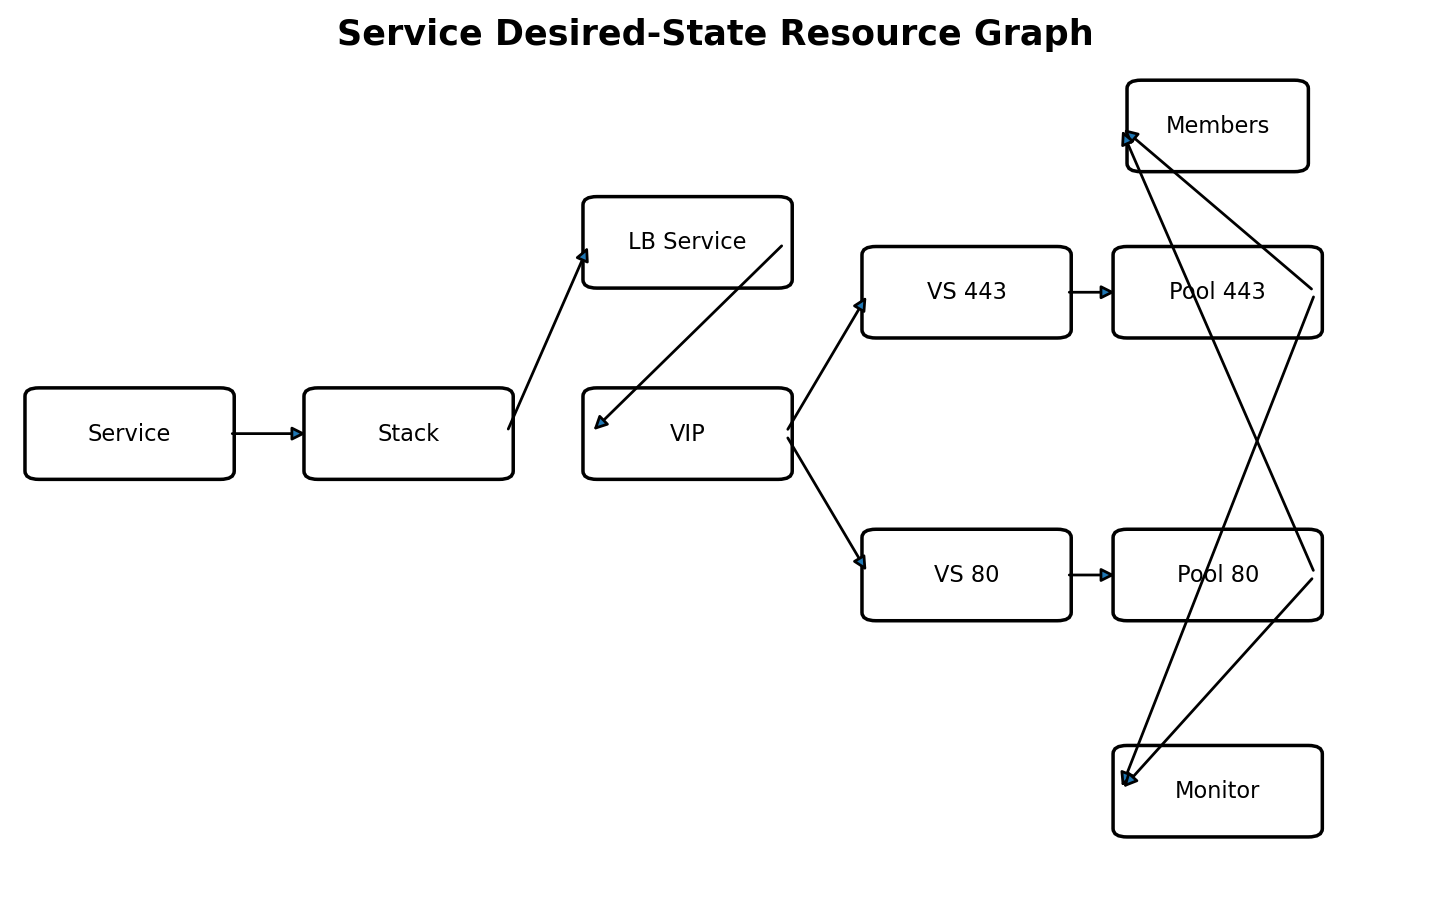 Service Desired-State Resource Graph
Members
LB Service
VS 443
Pool 443
Service
Stack
VIP
VS 80
Pool 80
Monitor